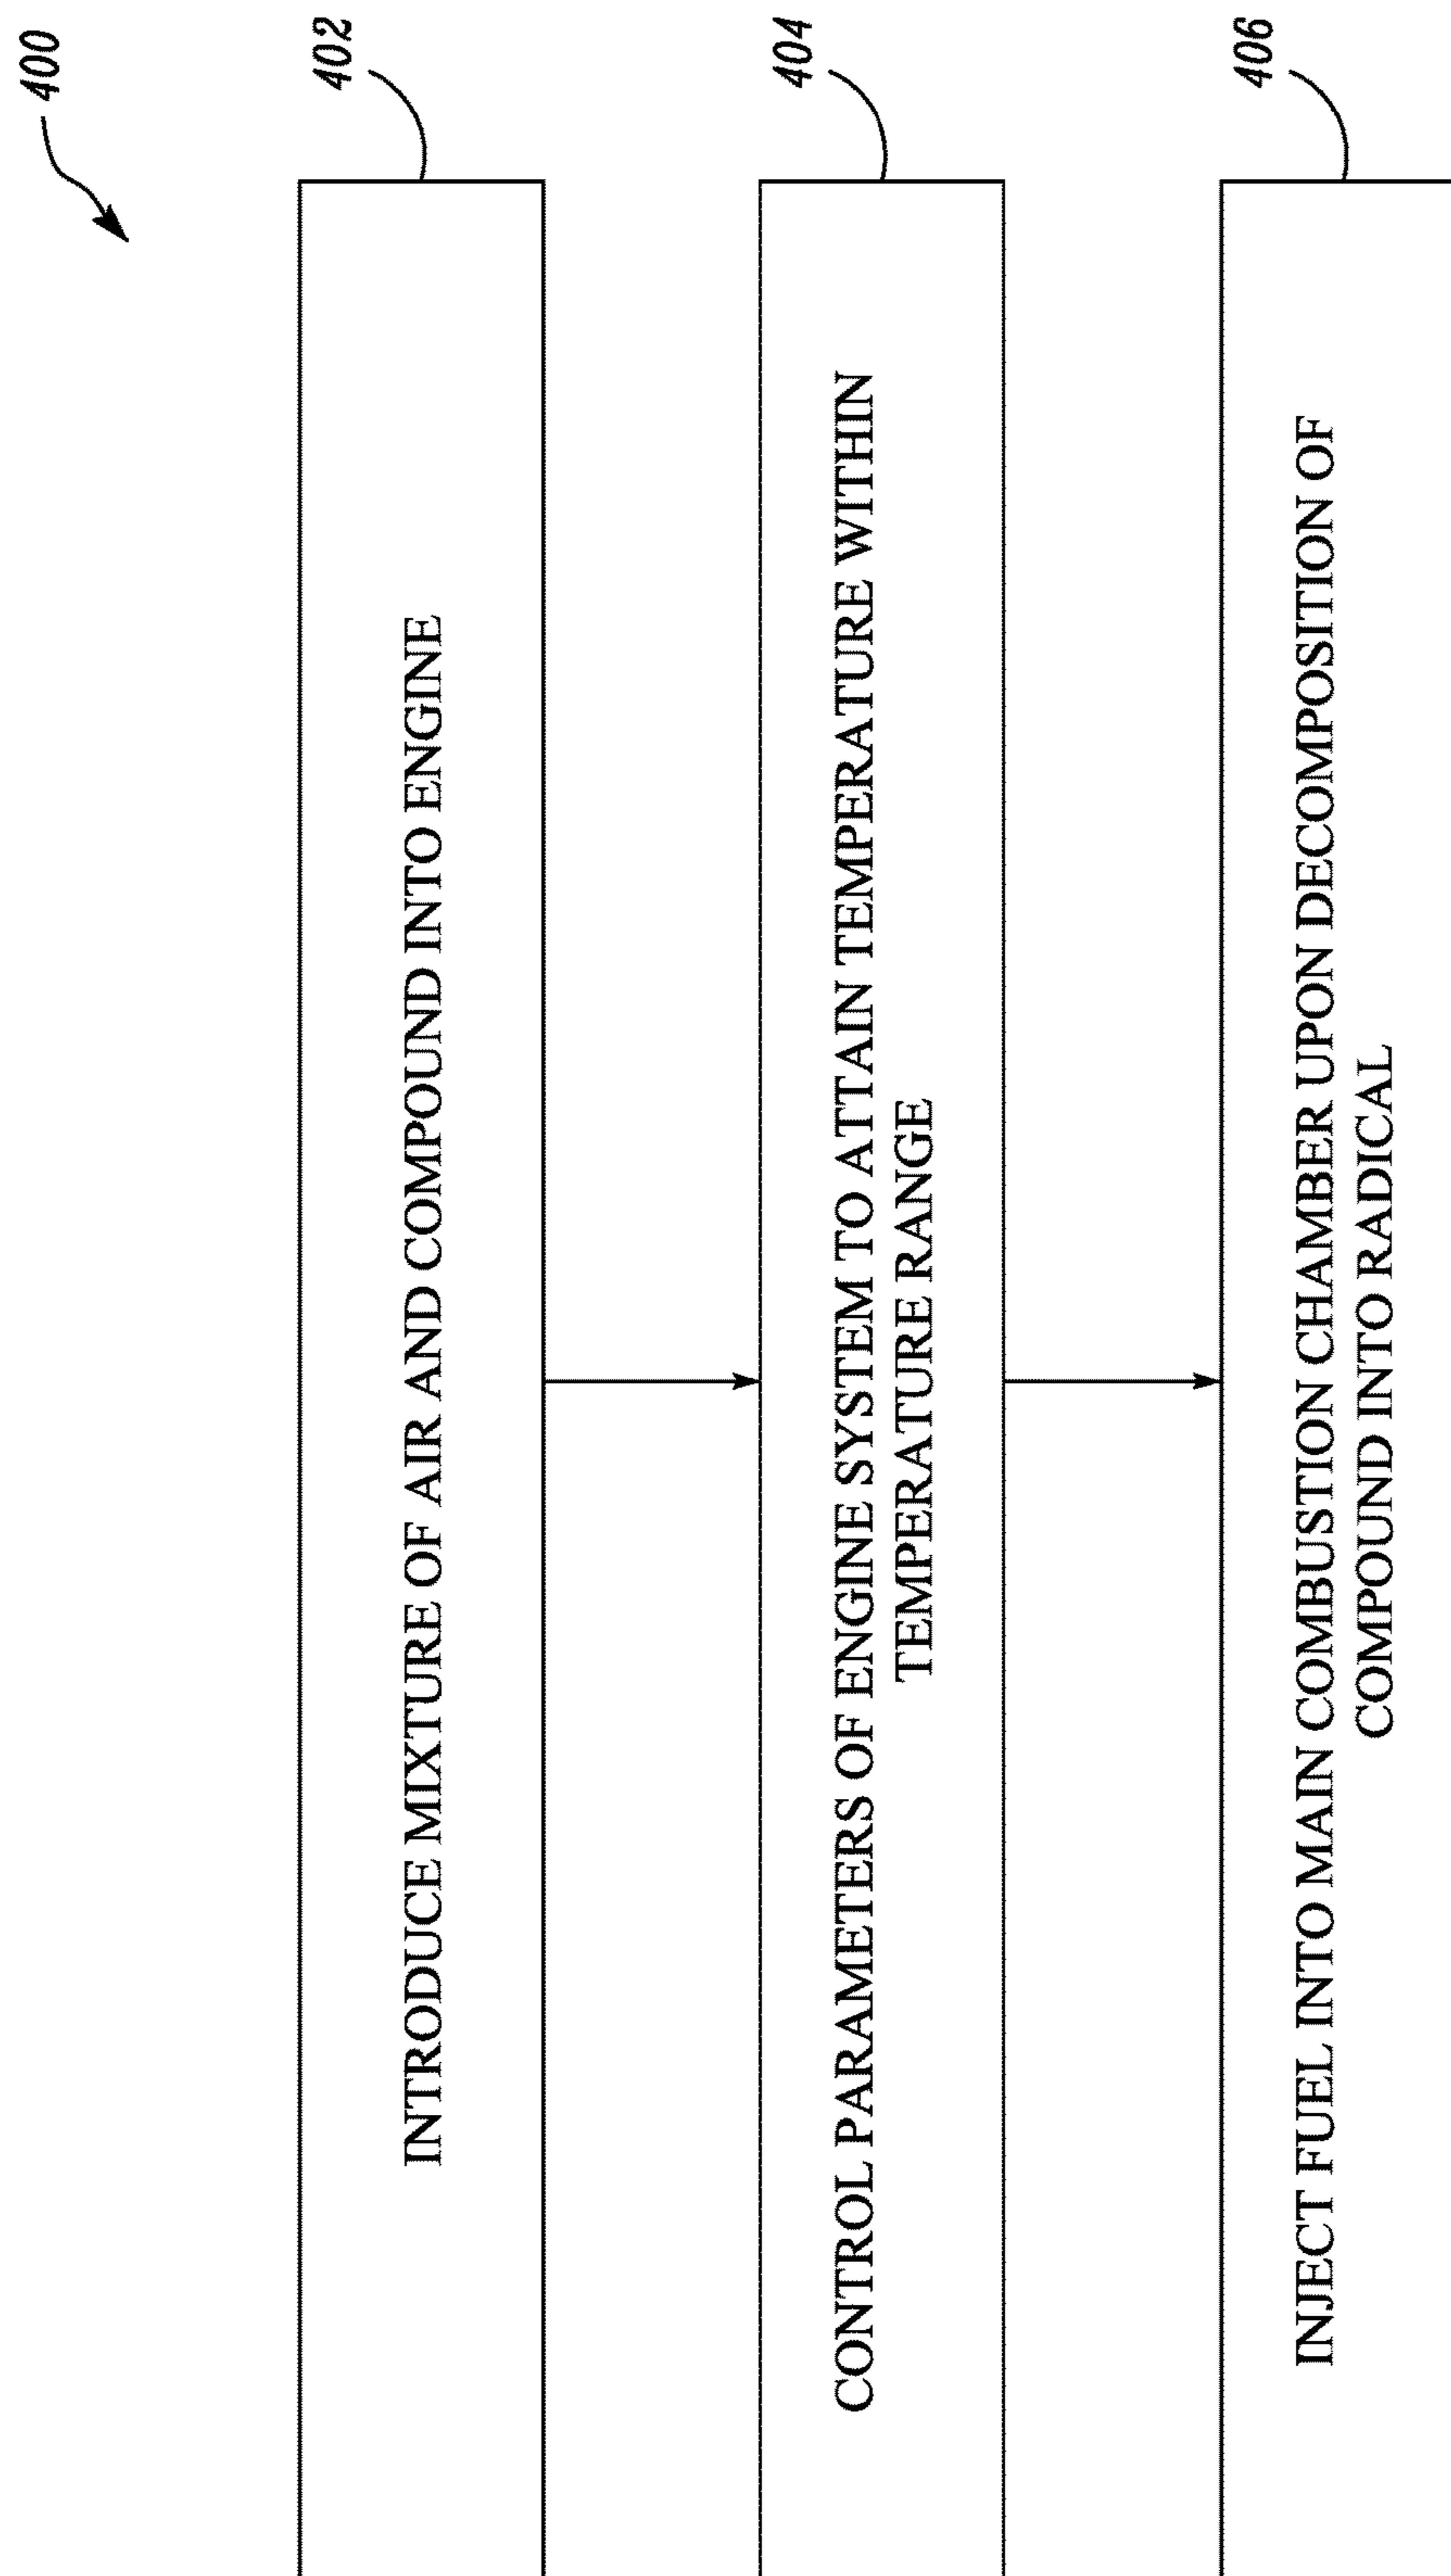 400
402
INTRODUCE MIXTURE OF AIR AND COMPOUND INTO ENGINE
404
CONTROL PARAMETERS OF ENGINE SYSTEM TO ATTAIN TEMPERATURE WITHIN
TEMPERATURE RANGE
406
INJECT FUEL INTO MAIN COMBUSTION CHAMBER UPON DECOMPOSITION OF
COMPOUND INTO RADICAL